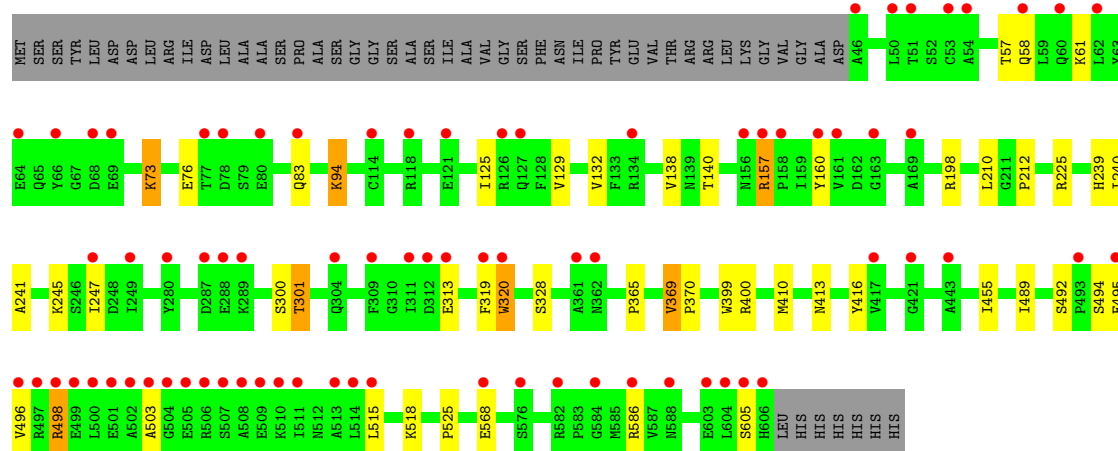 MET SER SER TYR LEU ASP ASP LEU ARG ILE ASP LEU ALA ALA SER PRO ALA SER GLY GLY SER ALA SER ILE ALA VAL GLY SER PHE ASN ILE PRO TYR GLU VAL THR ARG ARG LEU LYS GLY VAL GLY ALA ASP A46 L50 T51 S52 C53 A54 T57 Q58 L59 Q60 K61 L62 Y63
E64 Q65 Y66 G67 D68 E69 K73 E76 T77 D78 S79 E80 Q83 K94 C114 R118 E121 I125 R126 Q127 F128 V129 V132 F133 R134 V138 N139 T140 N156 R157 P158 I159 Y160 V161 D162 G163 A169 R198 L210 G211 P212 R225 H239 I240
A241 K245 S246 I247 D248 I249 Y280 D287 E288 K289 S300 T301 Q304 F309 G310 I311 D312 E313 F319 W320 S328 A361 N362 P365 V369 P370 W399 R400 M410 N413 Y416 V417 G421 A443 I455 I489 S492 P493 S494 E495
V496 R497 R498 E499 L500 E501 A502 A503 G504 E505 R506 S507 A508 E509 K510 I511 N512 A513 L514 L515 K518 P525 E568 S576 R582 P583 G584 M585 R586 V587 N588 E603 L604 S605 H606 LEU HIS HIS HIS HIS HIS HIS